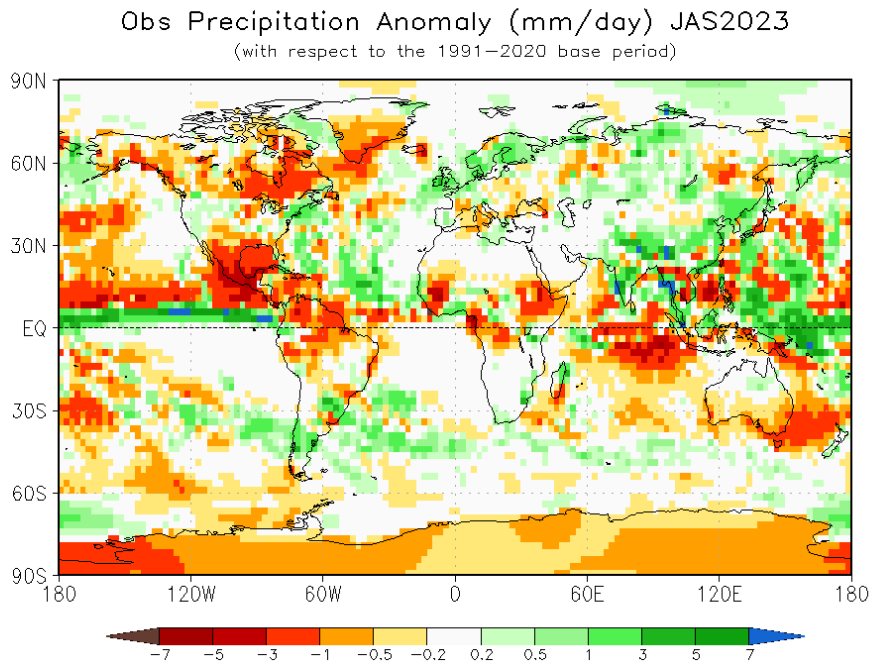 Obs Precipitation Anomaly (mm/day) JAS2023
(with respect to the 1991−2020 base period)
90N
60N
30N
EQ
30S
60S
90S
180 120W 60W 0 60E 120E 180
−7 −5 −3 −1 −0.5 −0.2 0.2 0.5 1 3 5 7